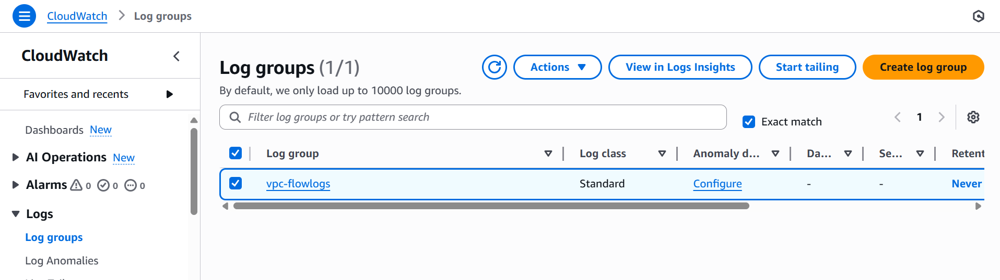 CloudWatch > Log groups
CloudWatch
Favorites and recents
Dashboards New
AI Operations New
Alarms 0 0 0
Logs
Log groups
Log Anomalies
Log groups (1/1)
Actions
View in Logs Insights
Start tailing
Create log group
By default, we only load up to 10000 log groups.
Filter log groups or try pattern search
Exact match
1
Log group Log class Anomaly d... Da... Se... Retent
vpc-flowlogs Standard Configure - - Never